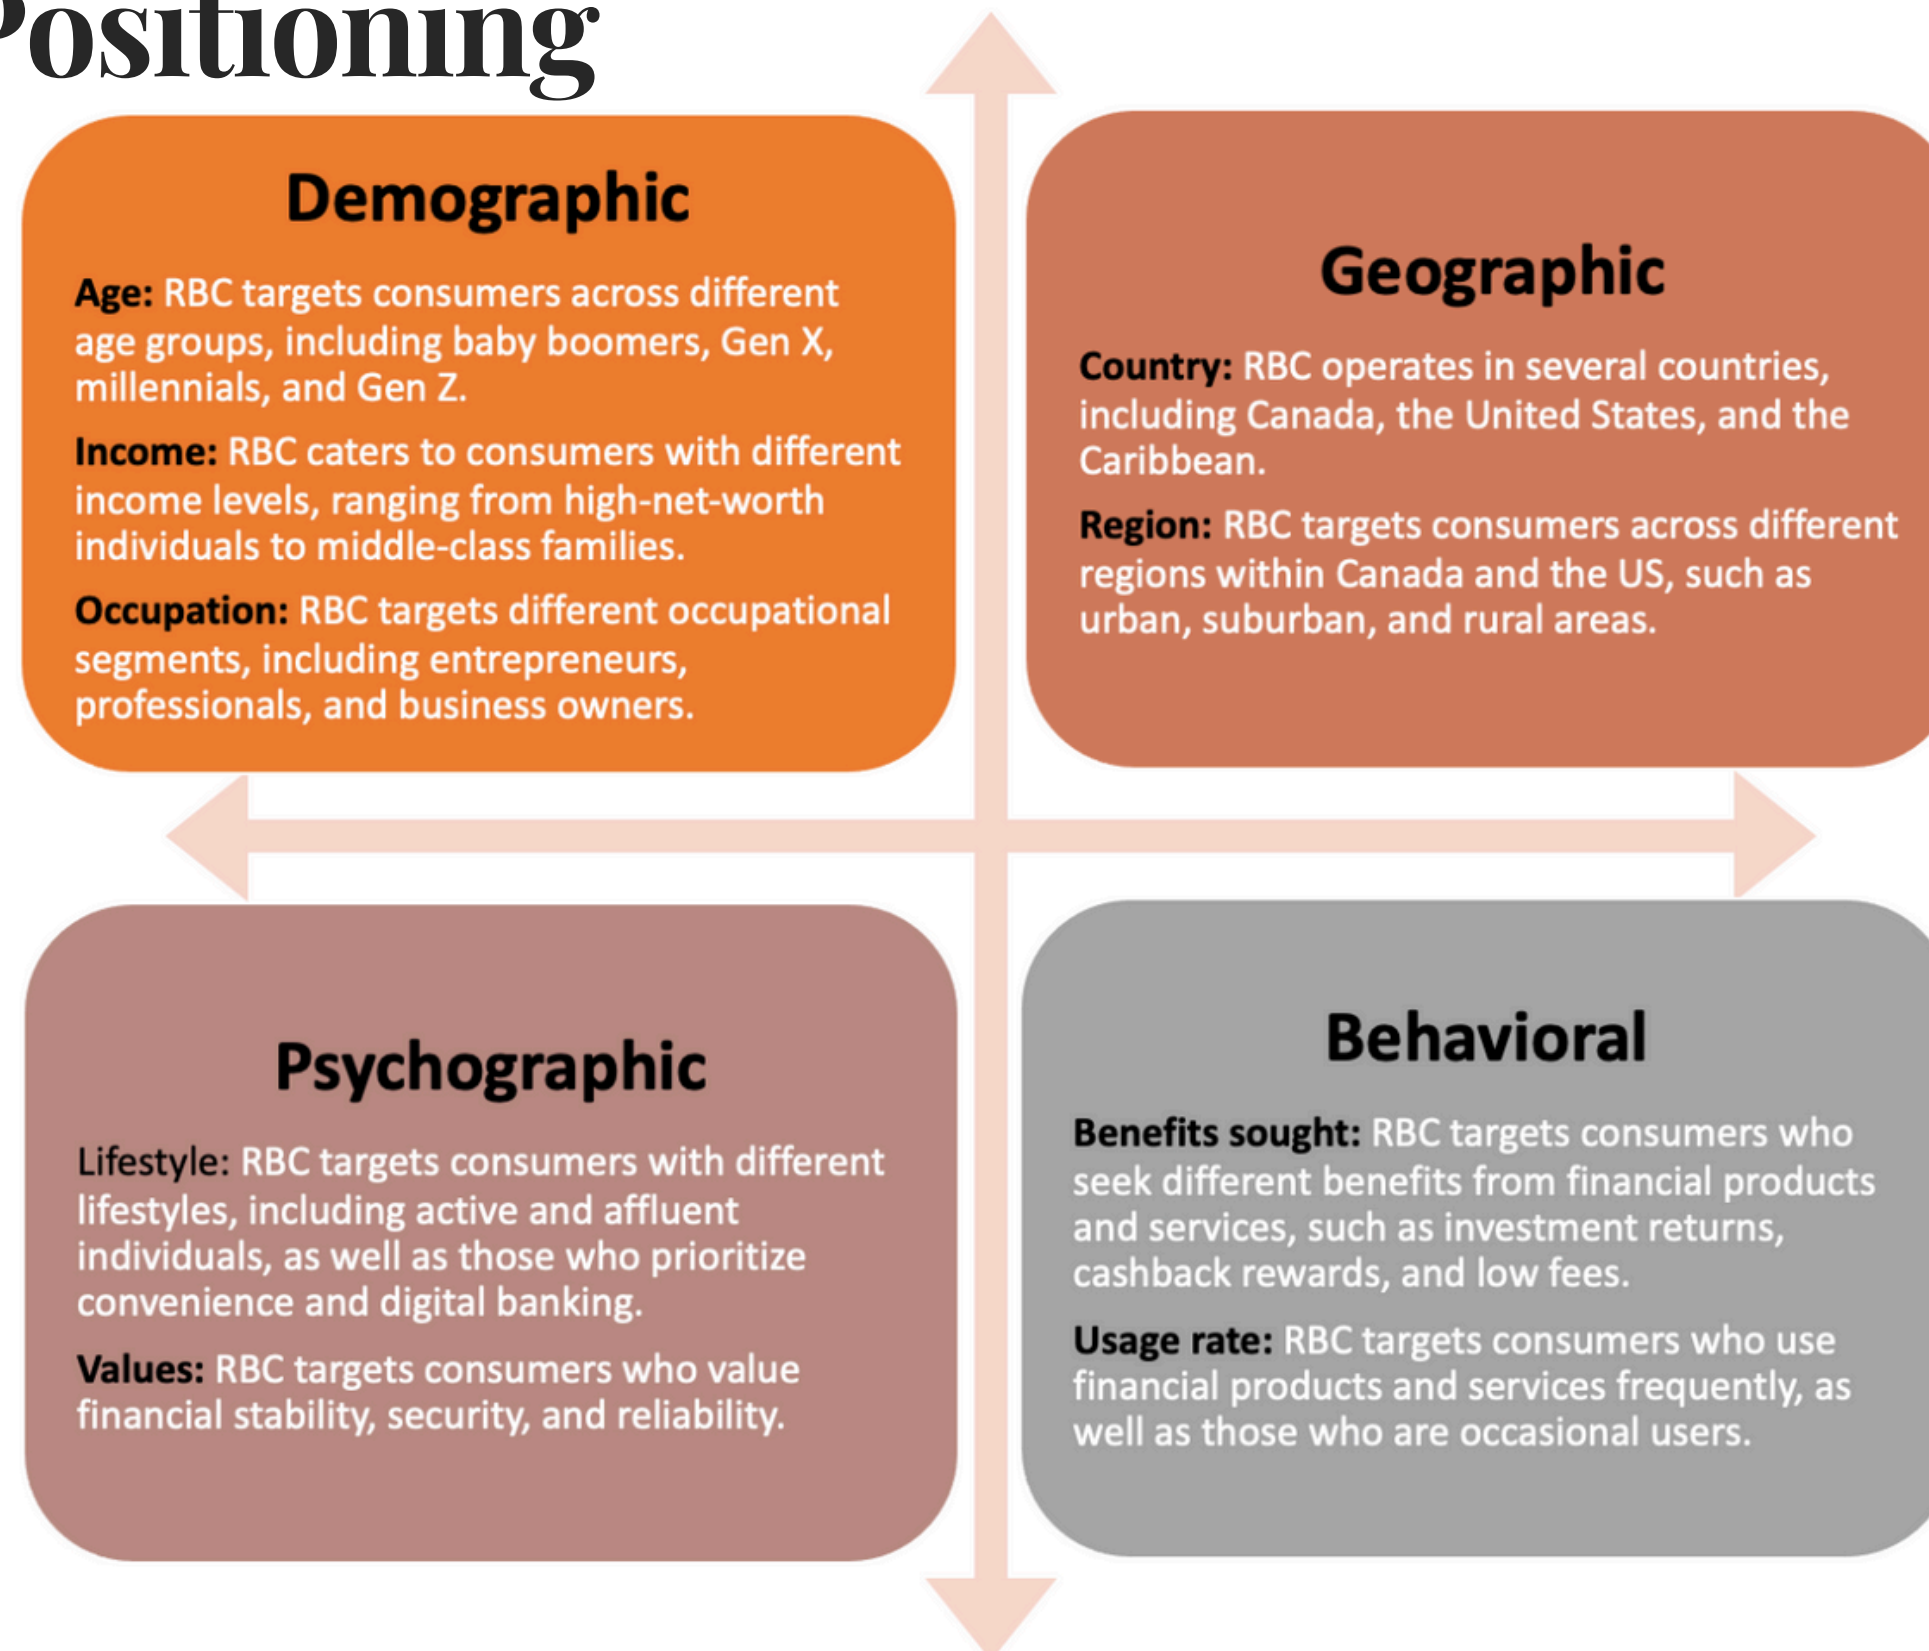 Positioning
Demographic
Age: RBC targets consumers across different
age groups, including baby boomers, Gen X,
millennials, and Gen Z.
Income: RBC caters to consumers with different
income levels, ranging from high-net-worth
individuals to middle-class families.
Occupation: RBC targets different occupational
segments, including entrepreneurs,
professionals, and business owners.
Geographic
Country: RBC operates in several countries,
including Canada, the United States, and the
Caribbean.
Region: RBC targets consumers across different
regions within Canada and the US, such as
urban, suburban, and rural areas.
Psychographic
Lifestyle: RBC targets consumers with different
lifestyles, including active and affluent
individuals, as well as those who prioritize
convenience and digital banking.
Values: RBC targets consumers who value
financial stability, security, and reliability.
Behavioral
Benefits sought: RBC targets consumers who
seek different benefits from financial products
and services, such as investment returns,
cashback rewards, and low fees.
Usage rate: RBC targets consumers who use
financial products and services frequently, as
well as those who are occasional users.